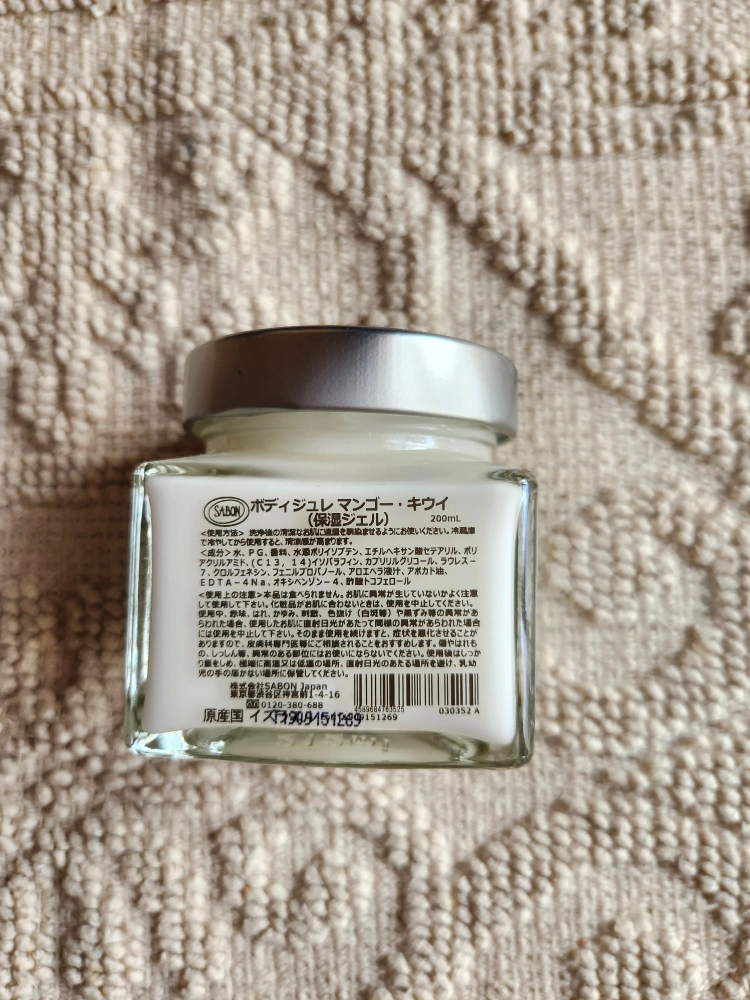 SABON
ボディジュレ マンゴー・キウイ
(保湿ジェル)
200mL
<使用方法> 洗浄後の清潔なお肌に適量を馴染ませるようにお使いください。冷蔵庫
で冷やしてから使用すると、清涼感が高まります。
<成分> 水、PG、香料、水添ポリイソブテン、エチルヘキサン酸セテアリル、ポリ
アクリルアミド、(C13, 14)イソパラフィン、カプリリルグリコール、ラウレス-
7、クロルフェネシン、フェニルプロパノール、アロエベラ液汁、アボカド油、
EDTA-4Na、オキシベンゾン-4、酢酸トコフェロール
<使用上の注意> 本品は食べられません。お肌に異常が生じていないかよく注意
して使用して下さい。化粧品がお肌に合わないときは、使用を中止してください。
使用中、赤味、はれ、かゆみ、刺激、色抜け(白斑等)や黒ずみ等の異常があ
らわれた場合、使用したお肌に直射日光があたって同様の異常があらわれた場合
には使用を中止して下さい。そのまま使用を続けますと、症状を悪化させることが
ありますので、皮膚科専門医等にご相談されることをおすすめします。傷やはれも
の、しっしん等、異常のある部位にはお使いにならないでください。使用後はしっか
り蓋をしめ、極端に高温又は低温の場所、直射日光のあたる場所を避け、乳幼
児の手の届かない場所に保管してください。
株式会社SABON Japan
東京都渋谷区神宮前1-4-16
0120-380-688
030352 A
原産国